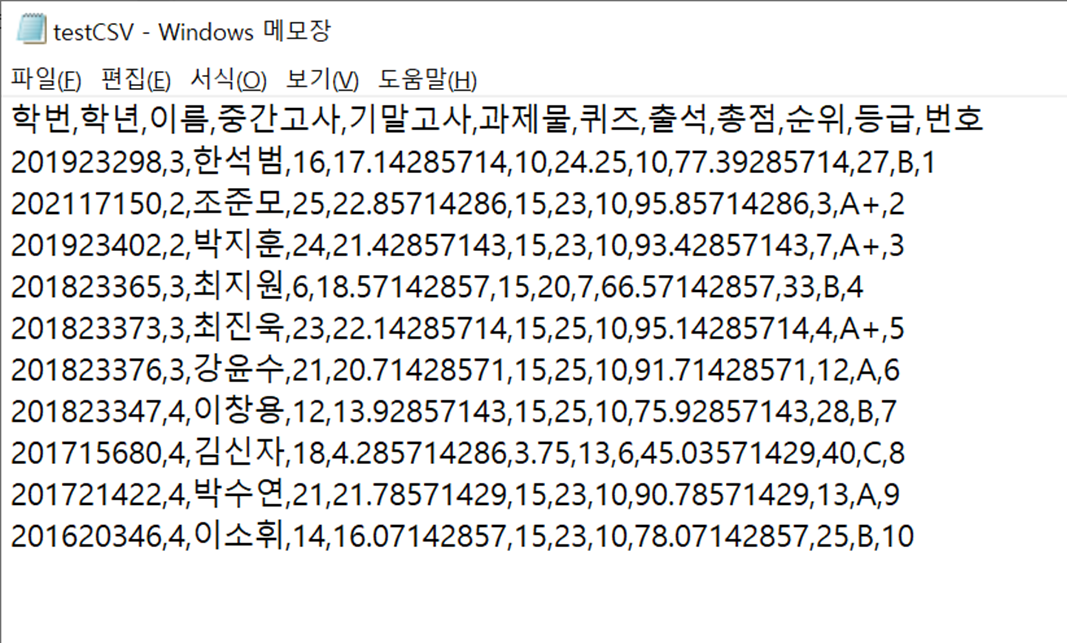 testCSV - Windows 메모장
파일(F) 편집(E) 서식(O) 보기(V) 도움말(H)
학번,학년,이름,중간고사,기말고사,과제물,퀴즈,출석,총점,순위,등급,번호
201923298,3,한석범,16,17.14285714,10,24.25,10,77.39285714,27,B,1
202117150,2,조준모,25,22.85714286,15,23,10,95.85714286,3,A+,2
201923402,2,박지훈,24,21.42857143,15,23,10,93.42857143,7,A+,3
201823365,3,최지원,6,18.57142857,15,20,7,66.57142857,33,B,4
201823373,3,최진욱,23,22.14285714,15,25,10,95.14285714,4,A+,5
201823376,3,강윤수,21,20.71428571,15,25,10,91.71428571,12,A,6
201823347,4,이창용,12,13.92857143,15,25,10,75.92857143,28,B,7
201715680,4,김신자,18,4.285714286,3.75,13,6,45.03571429,40,C,8
201721422,4,박수연,21,21.78571429,15,23,10,90.78571429,13,A,9
201620346,4,이소휘,14,16.07142857,15,23,10,78.07142857,25,B,10